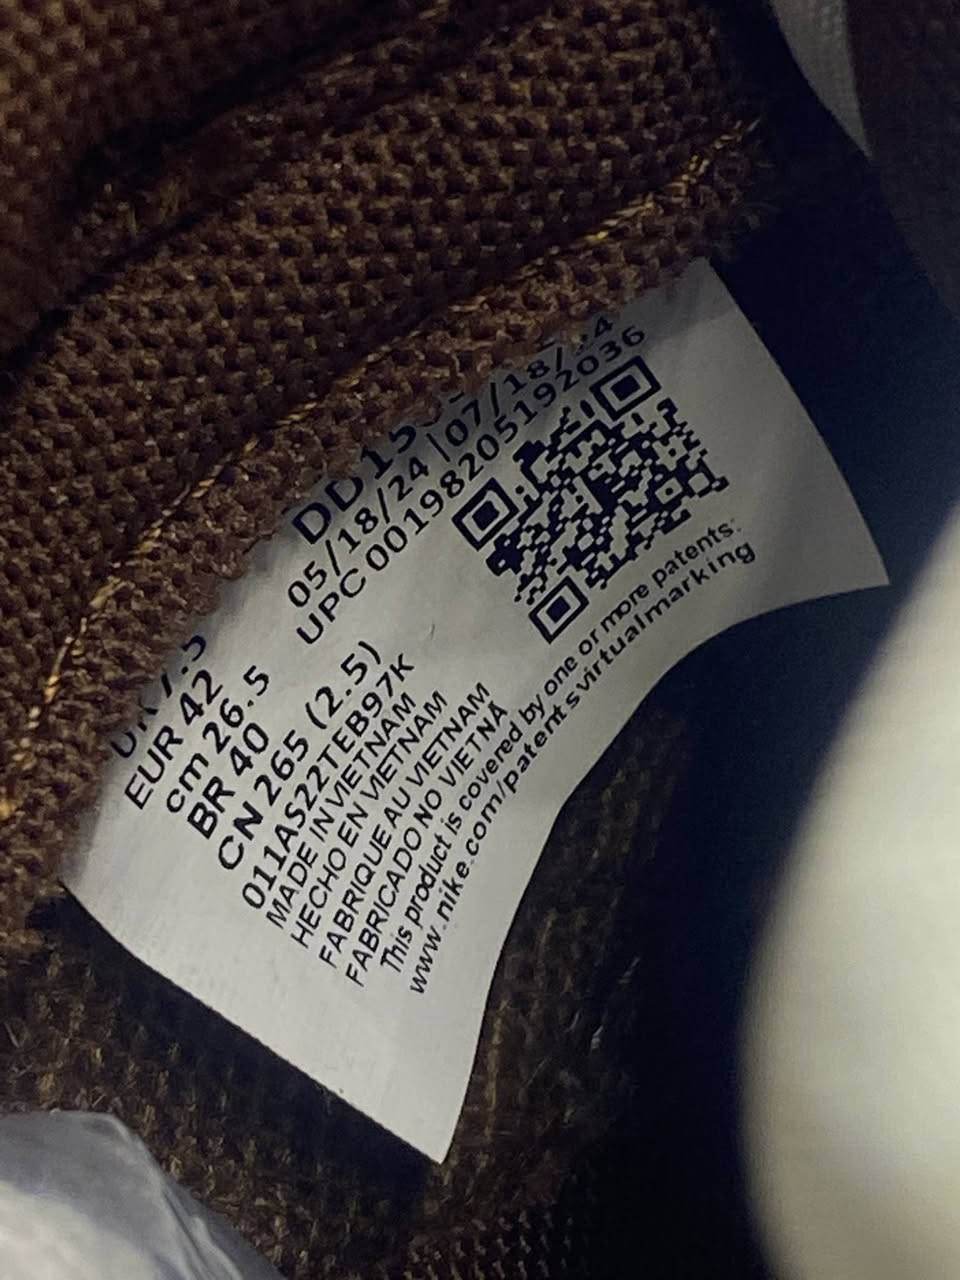 05/18/24 |07/18/
UPC 00198205192036
EUR 42
cm 26.5
BR 40
CN 265 (2.5)
011AS22TEB97K
MADE IN VIETNAM
HECHO EN VIETNAM
FABRIQUE AU VIETNAM
FABRICADO NO VIETNÃ
This product is covered by one or more patents:
www.nike.com/patentsvirtualmarking